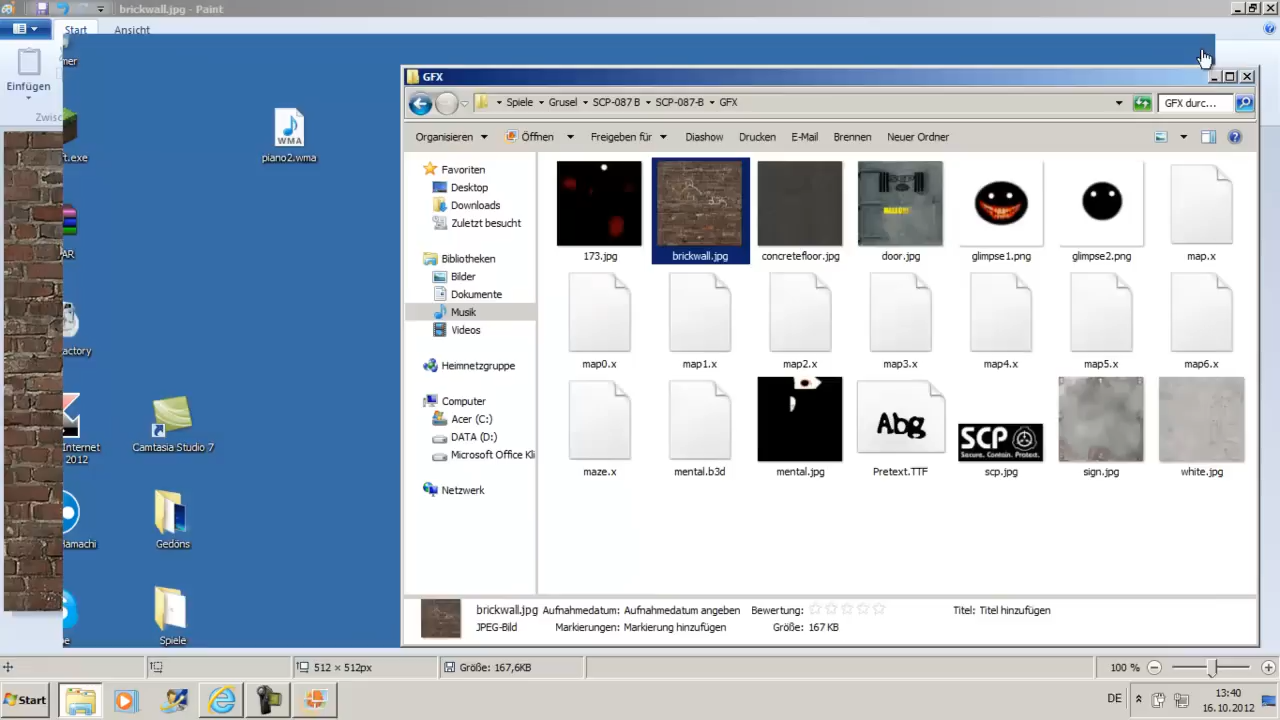 brickwall.jpg - Paint
Start
Ansicht
Einfügen
Zwisc
mer
ft.exe
AR
actory
Internet
2012
Hamachi
pe
piano2.wma
WMA
Camtasia Studio 7
Gedöns
Spiele
GFX
Spiele
Grusel
SCP-087 B
SCP-087-B
GFX
GFX durc...
Organisieren
Öffnen
Freigeben für
Diashow
Drucken
E-Mail
Brennen
Neuer Ordner
Favoriten
Desktop
Downloads
Zuletzt besucht
Bibliotheken
Bilder
Dokumente
Musik
Videos
Heimnetzgruppe
Computer
Acer (C:)
DATA (D:)
Microsoft Office Kli
Netzwerk
173.jpg
brickwall.jpg
concretefloor.jpg
door.jpg
glimpse1.png
glimpse2.png
map.x
map0.x
map1.x
map2.x
map3.x
map4.x
map5.x
map6.x
Abg
SCP
Secure. Contain. Protect.
maze.x
mental.b3d
mental.jpg
Pretext.TTF
scp.jpg
sign.jpg
white.jpg
brickwall.jpg Aufnahmedatum: Aufnahmedatum angeben Bewertung: Titel: Titel hinzufügen
JPEG-Bild Markierungen: Markierung hinzufügen Größe: 167 KB
512 × 512px
Größe: 167,6KB
100 %
Start
DE
13:40
16.10.2012